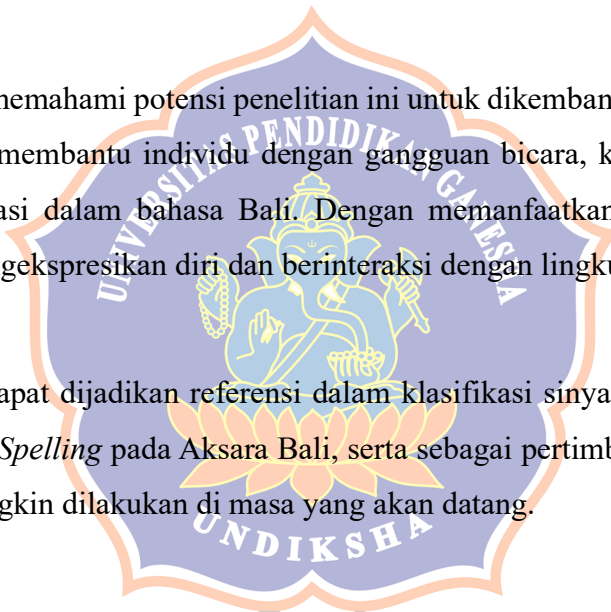 memahami potensi penelitian ini untuk dikemban
UNIVERSITAS PENDIDIKAN GANESHA
membantu individu dengan gangguan bicara, k
asi dalam bahasa Bali. Dengan memanfaatkan
gekspresikan diri dan berinteraksi dengan lingku
apat dijadikan referensi dalam klasifikasi sinya
Spelling pada Aksara Bali, serta sebagai pertimb
gkin dilakukan di masa yang akan datang.
UNDIKSHA